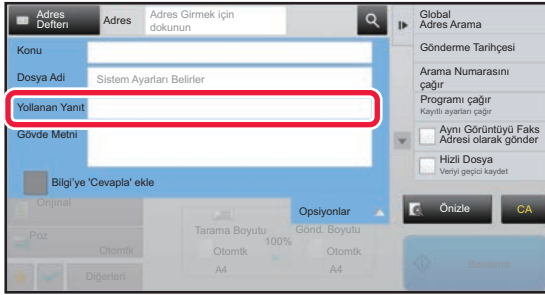 Adres
Defteri
Adres
Adres Girmek için
dokunun
Global
Adres Arama
Konu
Gönderme Tarihçesi
Dosya Adi
Sistem Ayarları Belirler
Arama Numarasını
çağır
Yollanan Yanıt
Programı çağır
Kayıtlı ayarları çağır
Gövde Metni
Aynı Görüntüyü Faks
Adresi olarak gönder
Hizli Dosya
Veriyi geçici kaydet
Bilgi'ye 'Cevapla' ekle
Orijinal
Opsiyonlar
Önizle
CA
Poz
Otomtk
Tarama Boyutu
Gönd. Boyutu
100%
Otomtk
Otomtk
A4
A4
Diğerleri
Başlama